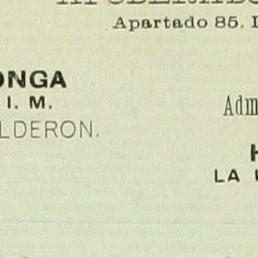 Apartado 85.
ONGA
I. M.
LDERON.
Adm
H
LA